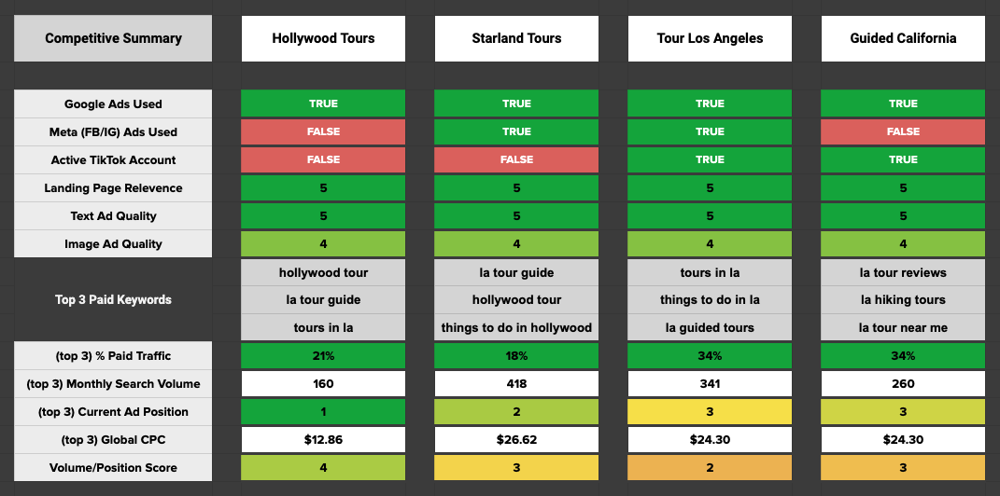 Competitive Summary Hollywood Tours Starland Tours Tour Los Angeles Guided California
Google Ads Used TRUE TRUE TRUE TRUE
Meta (FB/IG) Ads Used FALSE TRUE TRUE FALSE
Active TikTok Account FALSE FALSE TRUE TRUE
Landing Page Relevence 5 5 5 5
Text Ad Quality 5 5 5 5
Image Ad Quality 4 4 4 4
hollywood tour la tour guide tours in la la tour reviews
Top 3 Paid Keywords la tour guide hollywood tour things to do in la la hiking tours
tours in la things to do in hollywood la guided tours la tour near me
(top 3) % Paid Traffic 21% 18% 34% 34%
(top 3) Monthly Search Volume 160 418 341 260
(top 3) Current Ad Position 1 2 3 3
(top 3) Global CPC $12.86 $26.62 $24.30 $24.30
Volume/Position Score 4 3 2 3